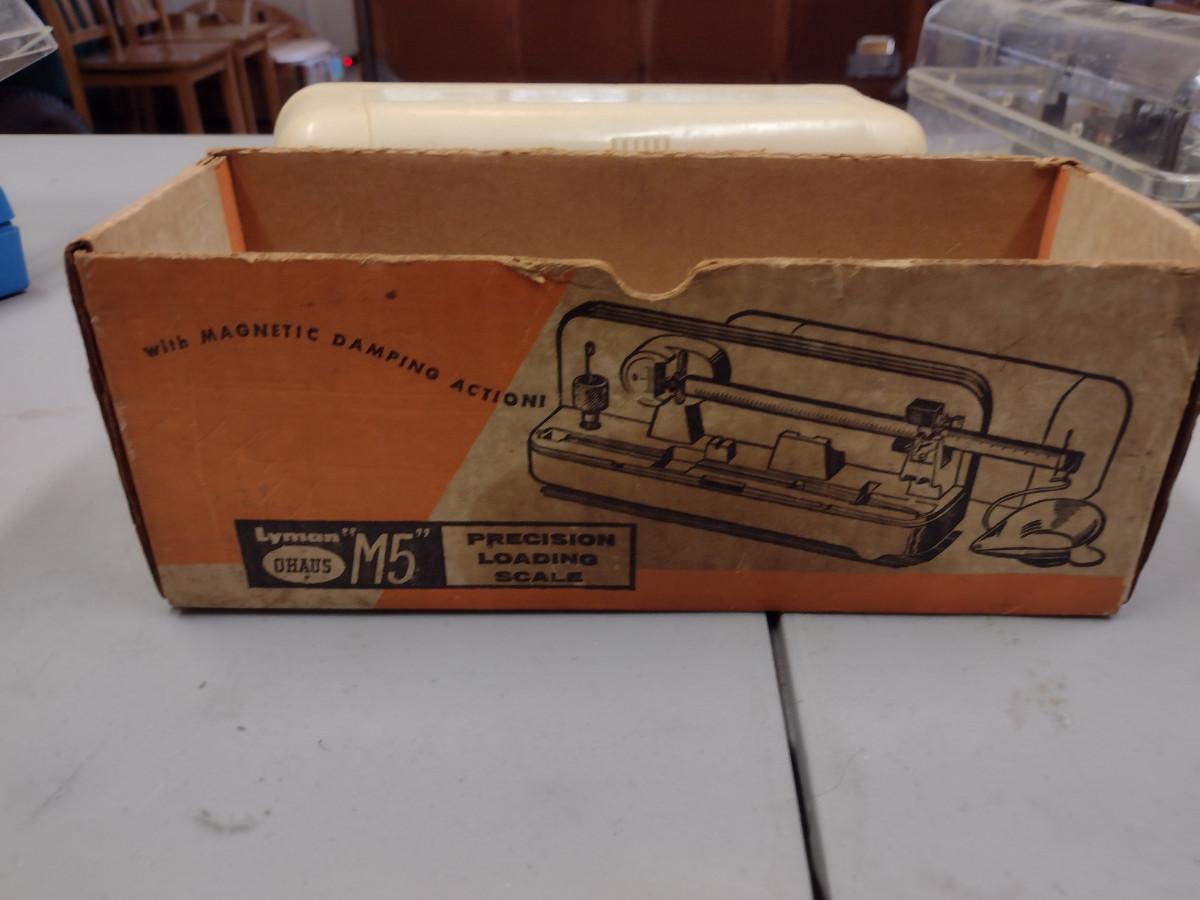 with MAGNETIC DAMPING ACTION!
Lyman "M5"
OHAUS
PRECISION
LOADING
SCALE